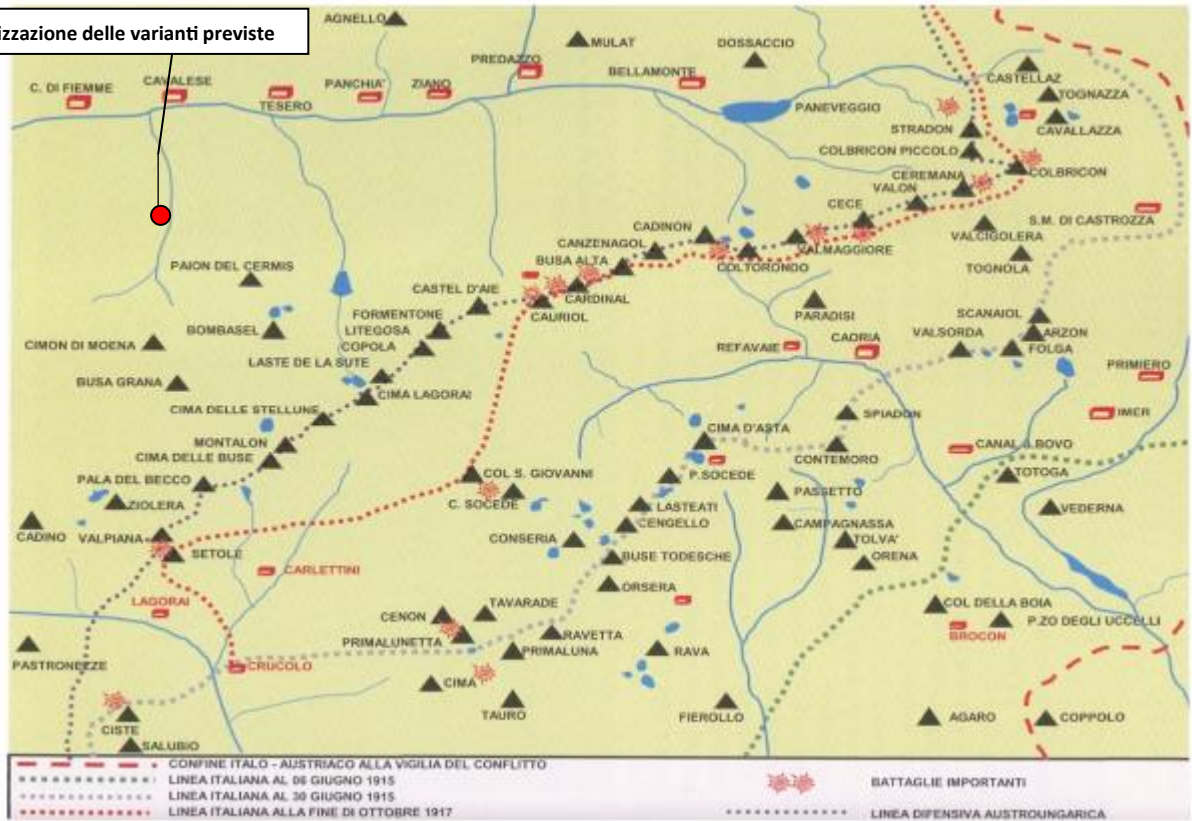 izzazione delle varianti previste
AGNELLO
MULAT
DOSSACCIO
PREDAZZO
BELLAMONTE
C. DI FIEMME
CAVALESE
TESERO
PANCHIA'
ZIANO
CASTELLAZ
TOGNAZZA
PANEVEGGIO
STRADON
CAVALLAZZA
COLBRICON PICCOLO
COLBRICON
CEREMANA
VALON
CECE
S.M. DI CASTROZZA
CADINON
VALMAGGIORE
VALCIGOLERA
CANZENAGOL
BUSA ALTA
COLTORONDO
TOGNOLA
PAION DEL CERMIS
CASTEL D'AIE
CARDINAL
CAURIOL
PARADISI
SCANAIOL
FORMENTONE
BOMBASEL
LITEGOSA
VALSORDA
ARZON
CIMON DI MOENA
COPOLA
REFAVAIE
CAORIA
FOLGA
LASTE DE LA SUTE
PRIMIERO
BUSA GRANA
CIMA LAGORAI
CIMA DELLE STELLUNE
SPIADON
IMER
CIMA D'ASTA
MONTALON
CONTEMORO
CANAL S.BOVO
CIMA DELLE BUSE
PALA DEL BECCO
COL S. GIOVANNI
P.SOCEDE
TOTOGA
ZIOLERA
C. SOCEDE
LASTEATI
PASSETTO
VEDERNA
CADINO
VALPIANA
CENGELLO
CAMPAGNASSA
CONSERIA
TOLVA'
SETOLE
BUSE TODESCHE
ORENA
CARLETTINI
ORSERA
LAGORAI
TAVARADE
COL DELLA BOIA
CENON
P.ZO DEGLI UCCELLI
PRIMALUNETTA
RAVETTA
BROCON
PASTRONEZZE
PRIMALUNA
RAVA
CRUCOLO
CIMA
TAURO
FIEROLLO
AGARO
COPPOLO
CISTE
SALUBIO
CONFINE ITALO - AUSTRIACO ALLA VIGILIA DEL CONFLITTO
LINEA ITALIANA AL 06 GIUGNO 1915
LINEA ITALIANA AL 30 GIUGNO 1915
LINEA ITALIANA ALLA FINE DI OTTOBRE 1917
BATTAGLIE IMPORTANTI
LINEA DIFENSIVA AUSTROUNGARICA